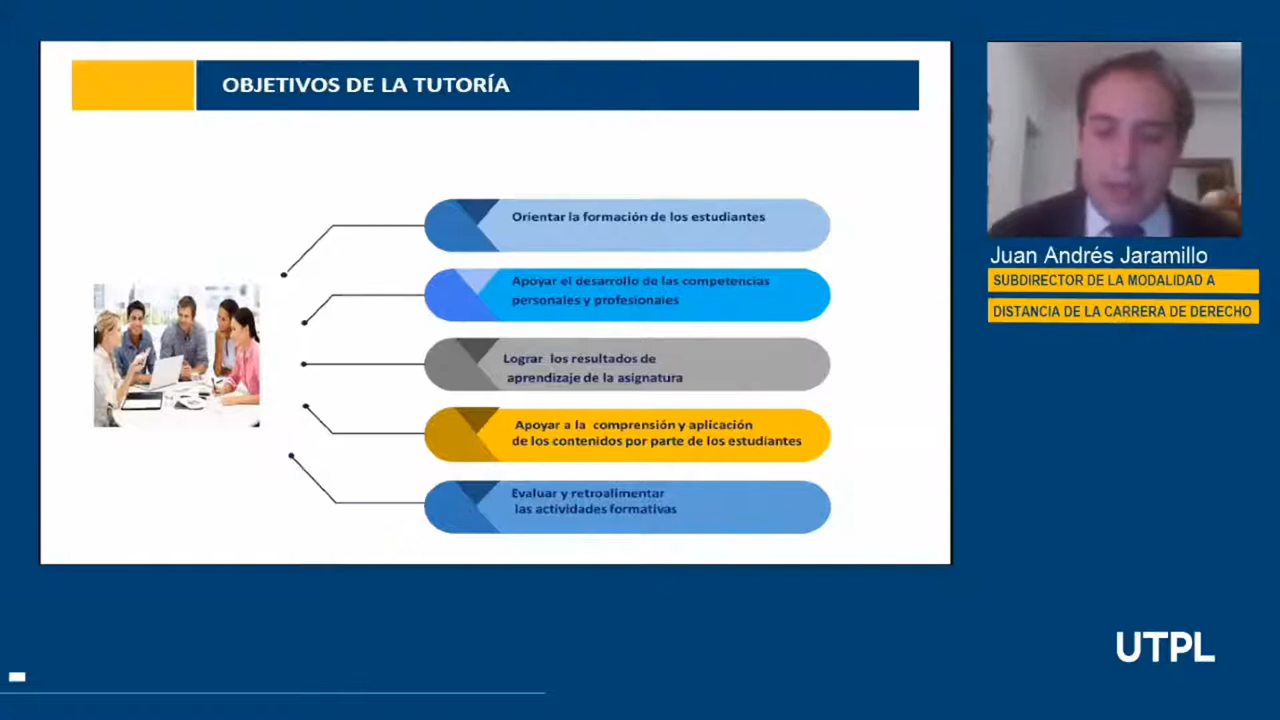 OBJETIVOS DE LA TUTORÍA
Orientar la formación de los estudiantes
Apoyar el desarrollo de las competencias
personales y profesionales
Lograr los resultados de
aprendizaje de la asignatura
Apoyar a la comprensión y aplicación
de los contenidos por parte de los estudiantes
Evaluar y retroalimentar
las actividades formativas
Juan Andrés Jaramillo
SUBDIRECTOR DE LA MODALIDAD A
DISTANCIA DE LA CARRERA DE DERECHO
UTPL